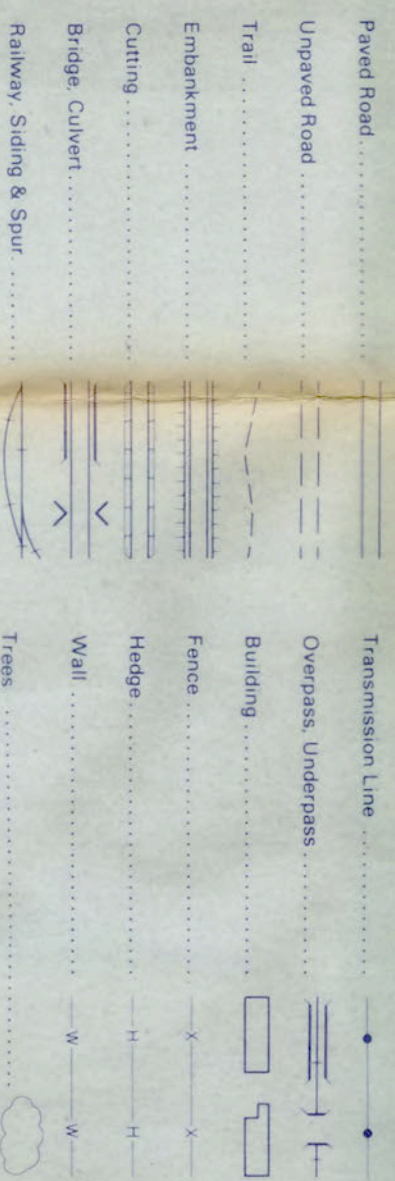 Paved Road....................
Unpaved Road..................
Trail .......................
Embankment ..................
Cutting.......................
Bridge, Culvert...............
Railway, Siding & Spur. .........
Transmission Line ............
Overpass, Underpass...........
Building ......................
Fence ........................
X X
Hedge........................
H H
Wall .........................
W W
Trees ........................